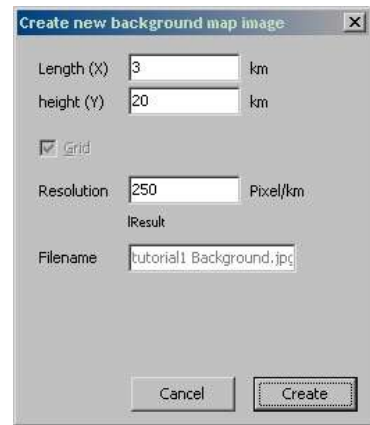 Create new background map image
Length (X) 3 km
height (Y) 20 km
Grid
Resolution 250 Pixel/km
lResult
Filename tutorial1 Background.jpg
Cancel Create